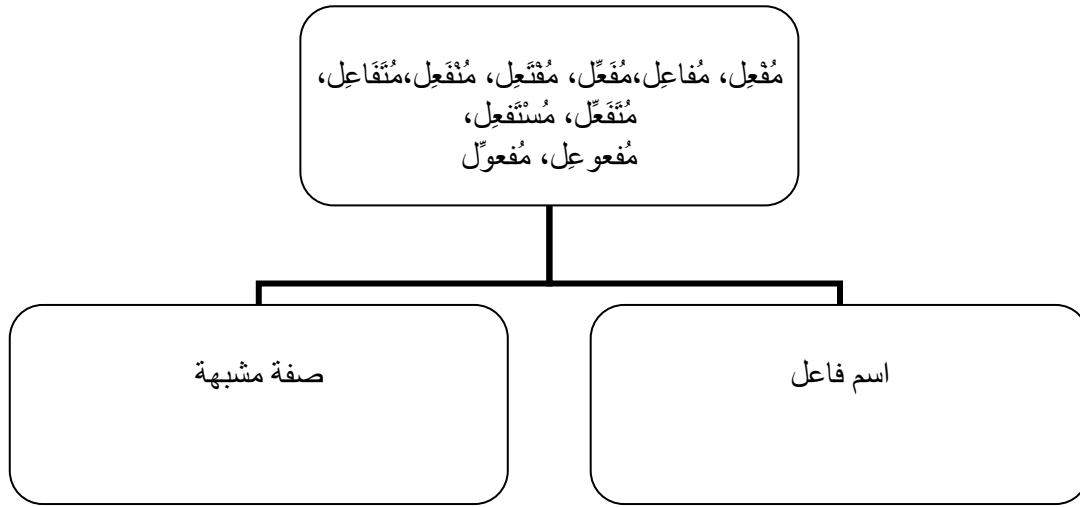 مُفْعِل، مُفاعِل،مُفَعِّل، مُفْتَعِل، مُنْفَعِل،مُتَفَاعِل،
مُتَفَعِّل، مُسْتَفعِل،
مُفعوعِل، مُفعوِّل
اسم فاعل
صفة مشبهة